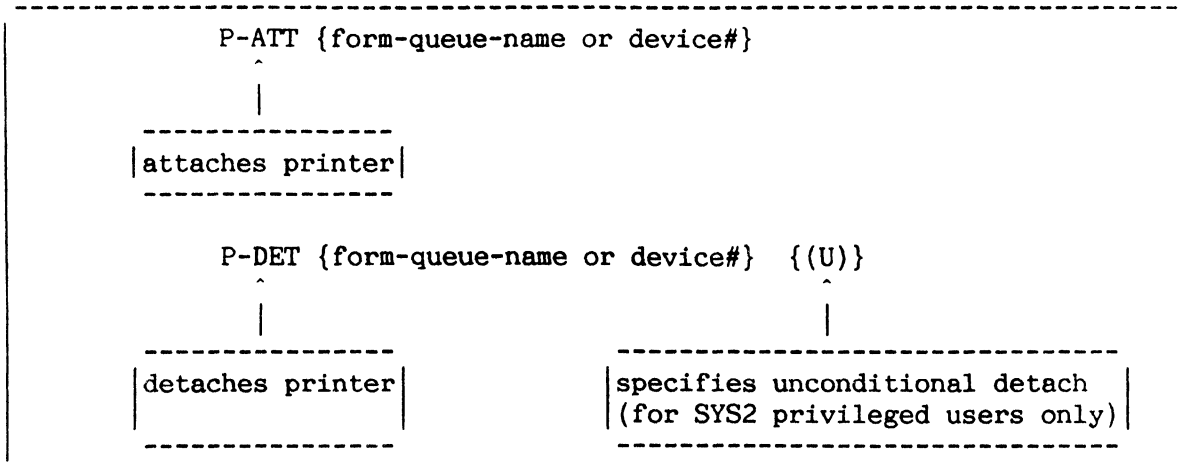 P-ATT {form-queue-name or device#}
attaches printer
P-DET {form-queue-name or device#} {(U)}
detaches printer
specifies unconditional detach
(for SYS2 privileged users only)